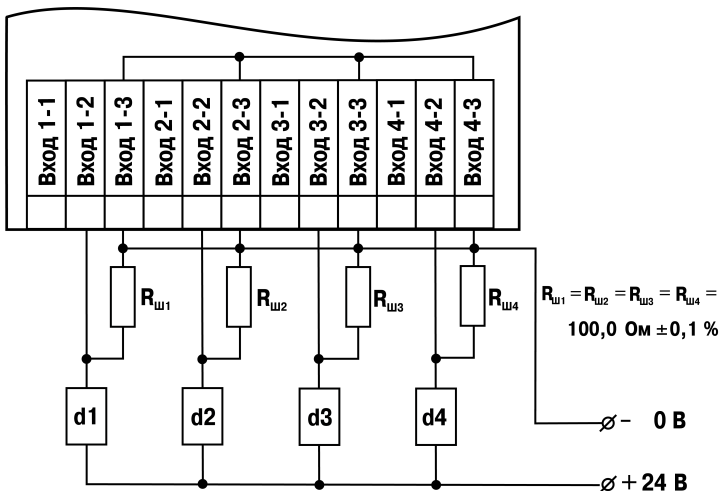 Вход 1-1
Вход 1-2
Вход 1-3
Вход 2-1
Вход 2-2
Вход 2-3
Вход 3-1
Вход 3-2
Вход 3-3
Вход 4-1
Вход 4-2
Вход 4-3
Rш1
Rш2
Rш3
Rш4
Rш1 = Rш2 = Rш3 = Rш4 =
100,0 Ом ±0,1 %
d1
d2
d3
d4
- 0 В
+ 24 В